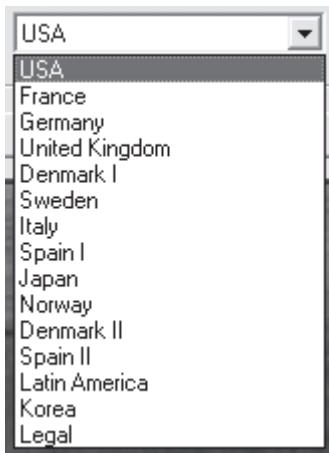 USA
USA
France
Germany
United Kingdom
Denmark I
Sweden
Italy
Spain I
Japan
Norway
Denmark II
Spain II
Latin America
Korea
Legal